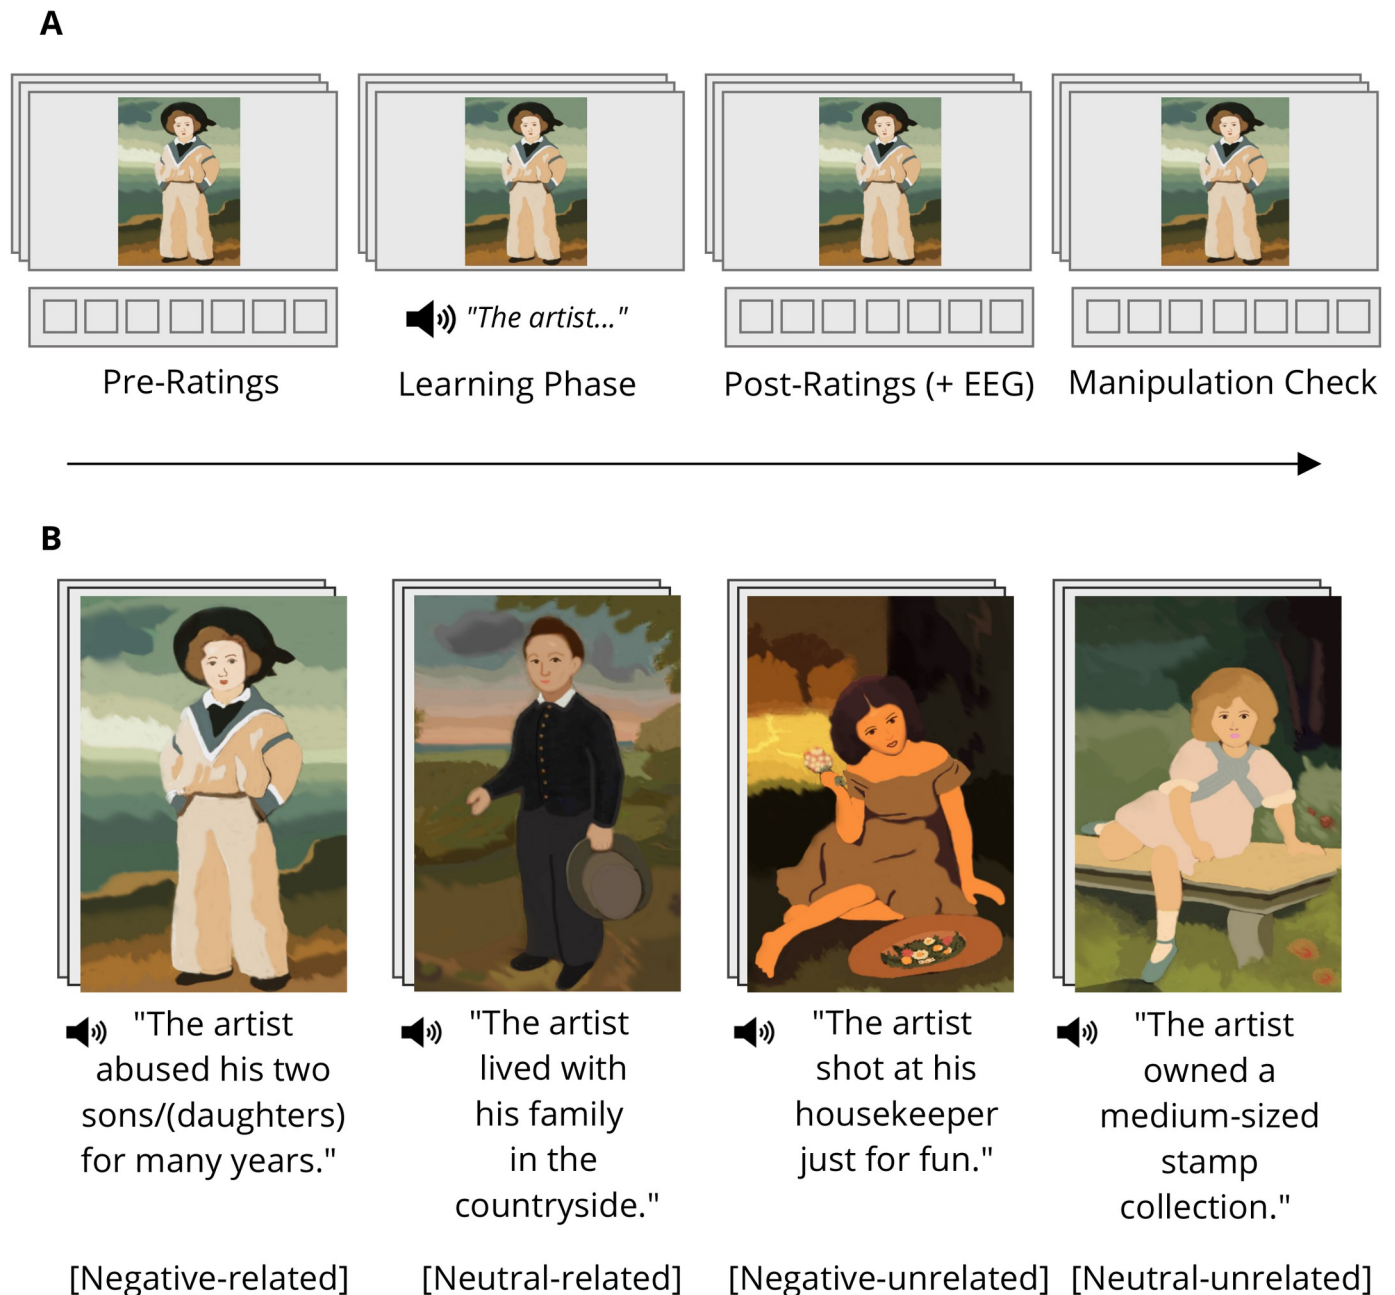 A
"The artist..."
Pre-Ratings
Learning Phase
Post-Ratings (+ EEG)
Manipulation Check
B
"The artist
abused his two
sons/(daughters)
for many years."
"The artist
lived with
his family
in the
countryside."
"The artist
shot at his
housekeeper
just for fun."
"The artist
owned a
medium-sized
stamp
collection."
[Negative-related]
[Neutral-related]
[Negative-unrelated]
[Neutral-unrelated]